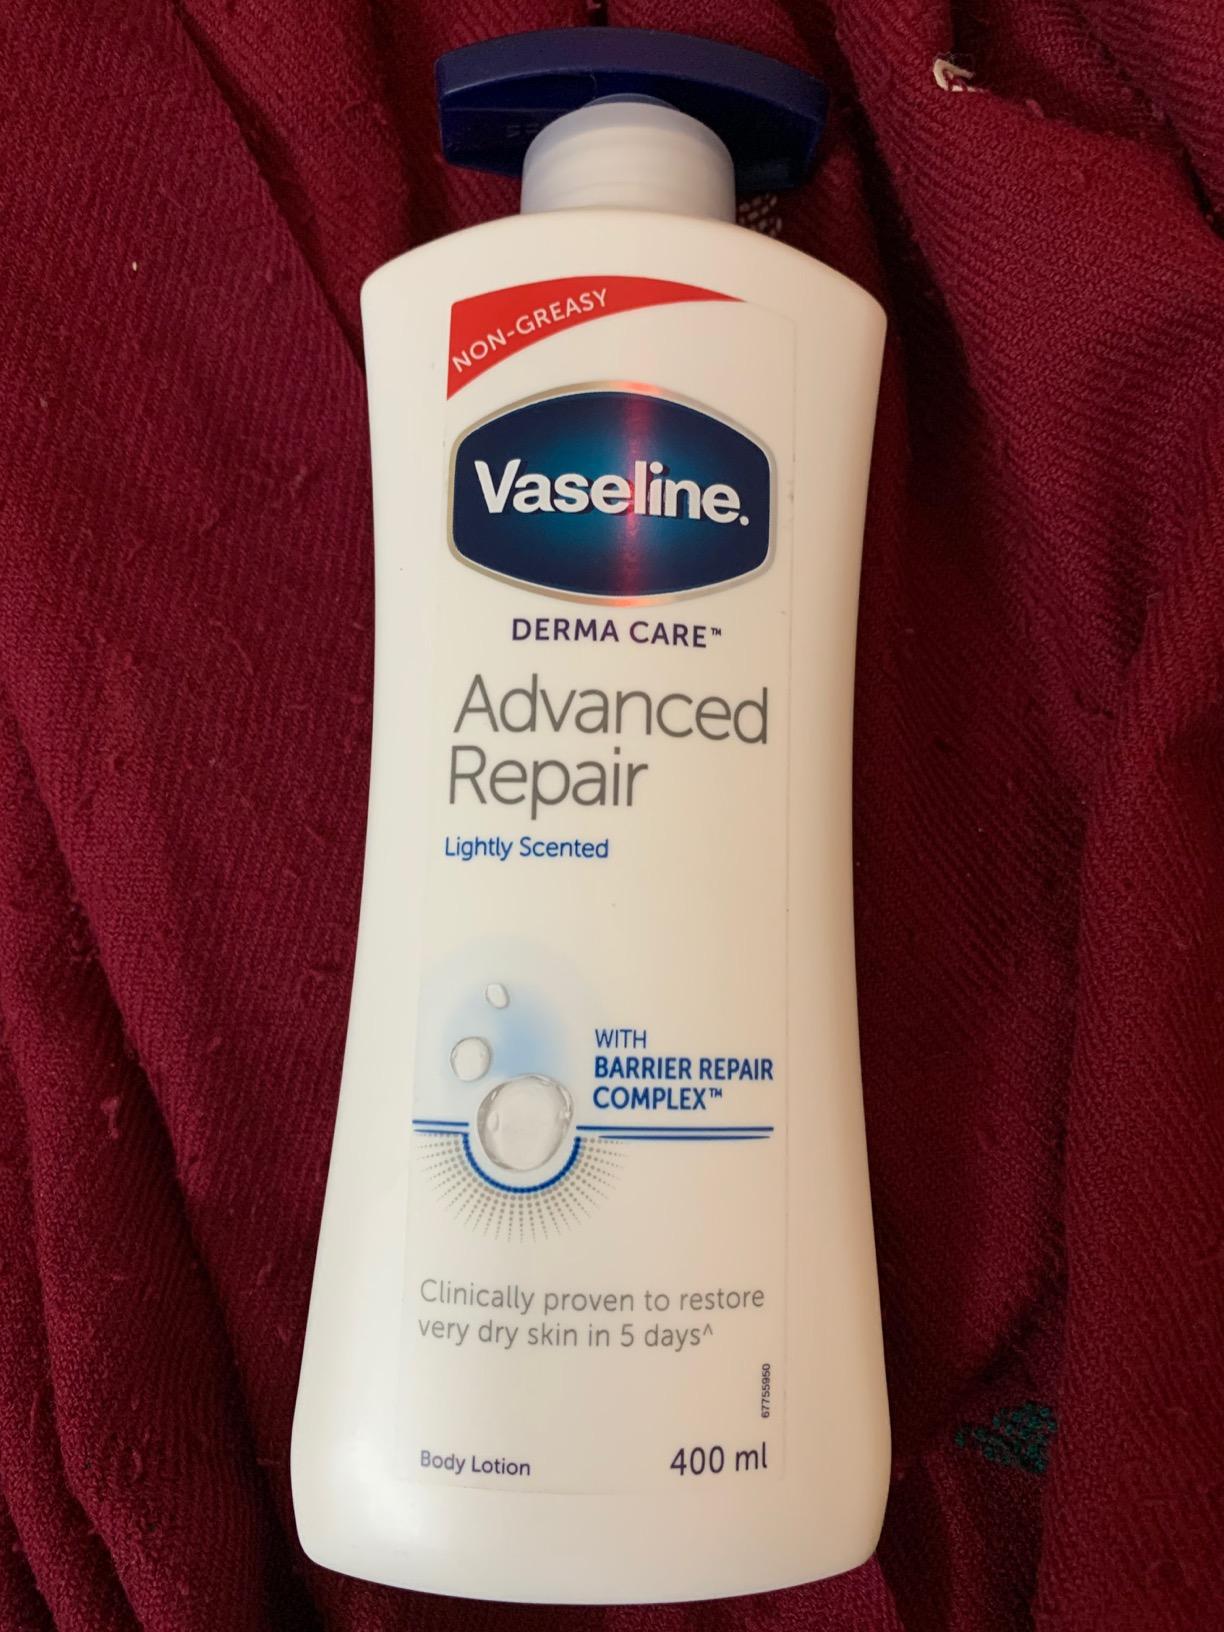 NON-GREASY
Vaseline.
DERMA CARE™
Advanced
Repair
Lightly Scented
WITH
BARRIER REPAIR
COMPLEX™
Clinically proven to restore
very dry skin in 5 days^
67755950
Body Lotion
400 ml